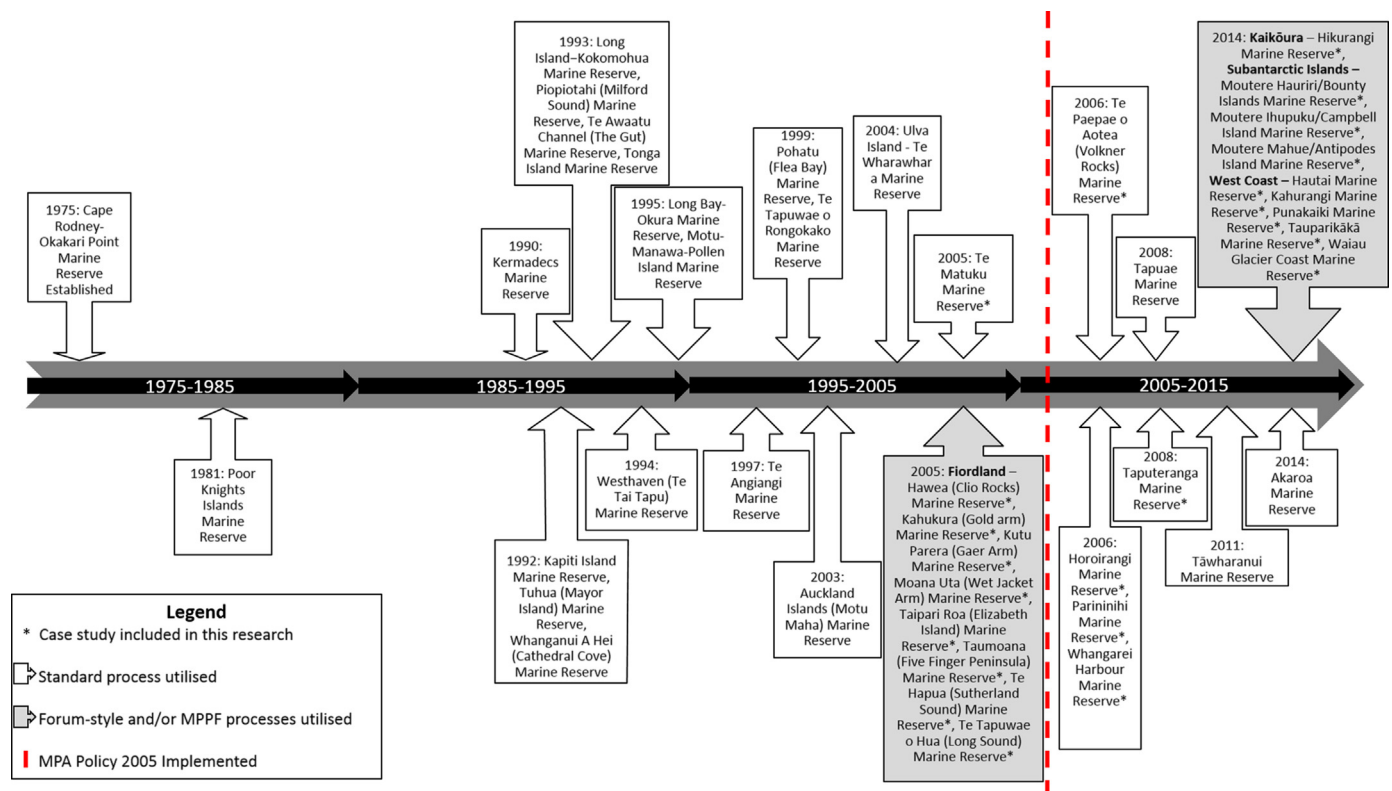 1975: Cape
Rodney-
Okakari Point
Marine
Reserve
Established
1990:
Kermadecs
Marine
Reserve
1993: Long
Island–Kokomohua
Marine Reserve,
Piopiotahi (Milford
Sound) Marine
Reserve, Te Awaatu
Channel (The Gut)
Marine Reserve, Tonga
Island Marine Reserve
1995: Long Bay-
Okura Marine
Reserve, Motu-
Manawa-Pollen
Island Marine
Reserve
1999:
Pohatu
(Flea Bay)
Marine
Reserve, Te
Tapuwae o
Rongokako
Marine
Reserve
2004: Ulva
Island - Te
Wharawhar
a Marine
Reserve
2005: Te
Matuku
Marine
Reserve*
2006: Te
Paepae o
Aotea
(Volkner
Rocks)
Marine
Reserve*
2008:
Tapuae
Marine
Reserve
2014: Kaikōura – Hikurangi
Marine Reserve*,
Subantarctic Islands –
Moutere Hauriri/Bounty
Islands Marine Reserve*,
Moutere Ihupuku/Campbell
Island Marine Reserve*,
Moutere Mahue/Antipodes
Island Marine Reserve*,
West Coast – Hautai Marine
Reserve*, Kahurangi Marine
Reserve*, Punakaiki Marine
Reserve*, Tauparikākā
Marine Reserve*, Waiau
Glacier Coast Marine
Reserve*
1975-1985
1985-1995
1995-2005
2005-2015
1981: Poor
Knights
Islands
Marine
Reserve
1992: Kapiti Island
Marine Reserve,
Tuhua (Mayor
Island) Marine
Reserve,
Whanganui A Hei
(Cathedral Cove)
Marine Reserve
1994:
Westhaven (Te
Tai Tapu)
Marine Reserve
1997: Te
Angiangi
Marine
Reserve
2003:
Auckland
Islands (Motu
Maha) Marine
Reserve
2005: Fiordland –
Hawea (Clio Rocks)
Marine Reserve*,
Kahukura (Gold arm)
Marine Reserve*, Kutu
Parera (Gaer Arm)
Marine Reserve*,
Moana Uta (Wet Jacket
Arm) Marine Reserve*,
Taipari Roa (Elizabeth
Island) Marine
Reserve*, Taumoana
(Five Finger Peninsula)
Marine Reserve*, Te
Hapua (Sutherland
Sound) Marine
Reserve*, Te Tapuwae
o Hua (Long Sound)
Marine Reserve*
2006:
Horoirangi
Marine
Reserve*,
Parininihi
Marine
Reserve*,
Whangarei
Harbour
Marine
Reserve*
2008:
Taputeranga
Marine
Reserve*
2011:
Tāwharanui
Marine Reserve
2014:
Akaroa
Marine
Reserve
Legend
* Case study included in this research
Standard process utilised
Forum-style and/or MPPF processes utilised
MPA Policy 2005 Implemented